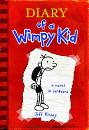 DIARY
of a
Wimpy Kid
a novel
in cartoons
Jeff Kinney